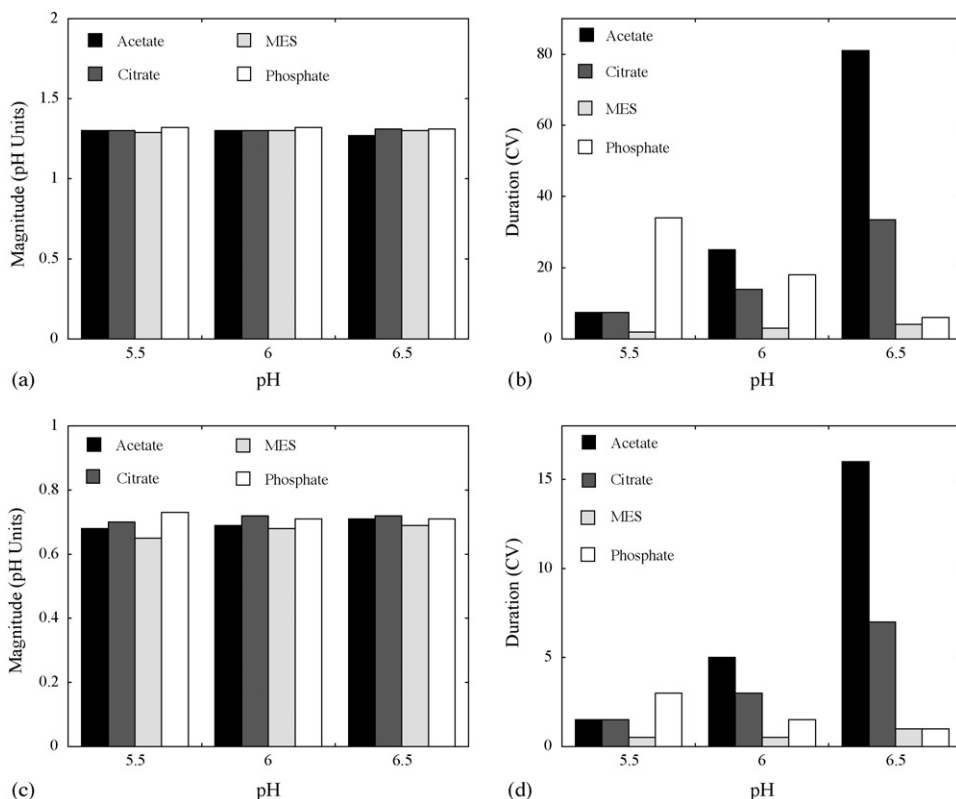 2
1.5
1
0.5
0
Magnitude (pH Units)
Acetate
MES
Citrate
Phosphate
5.5 6 6.5
pH
(a)
80
60
40
20
0
Duration (CV)
Acetate
Citrate
MES
Phosphate
5.5 6 6.5
pH
(b)
1
0.8
0.6
0.4
0.2
0
Magnitude (pH Units)
Acetate
MES
Citrate
Phosphate
5.5 6 6.5
pH
(c)
15
10
5
0
Duration (CV)
Acetate
Citrate
MES
Phosphate
5.5 6 6.5
pH
(d)